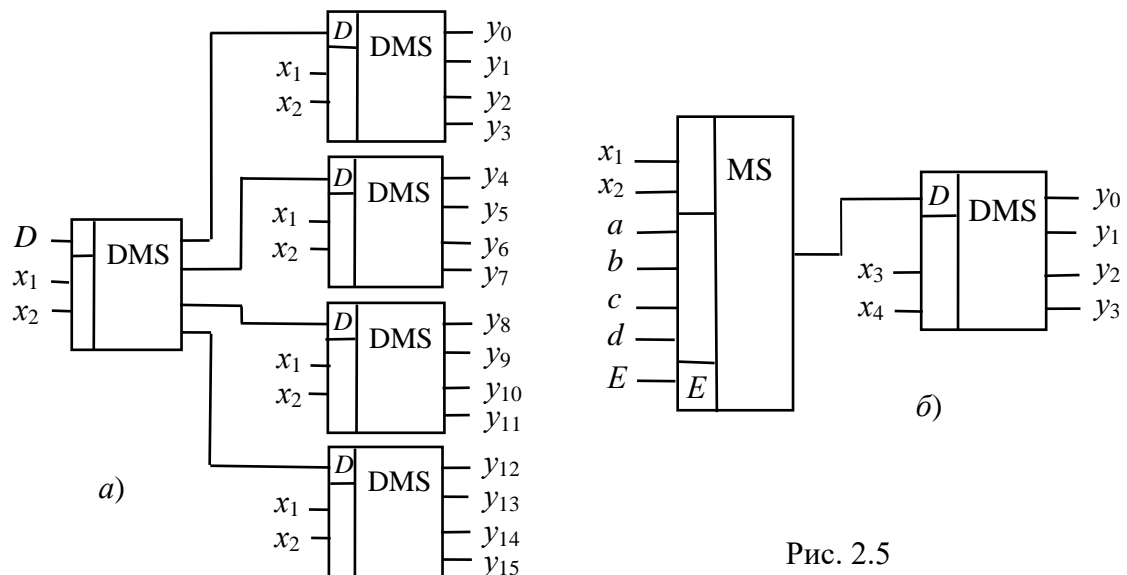 D DMS y0
x1 y1
x2 y2
y3
D DMS y4
x1 y5
x2 y6
y7
D DMS
x1
x2
D DMS y8
x1 y9
x2 y10
y11
D DMS y12
x1 y13
x2 y14
y15
а)
x1 MS
x2
a
b
c
d
E E
D DMS y0
y1
x3 y2
x4 y3
б)
Рис. 2.5